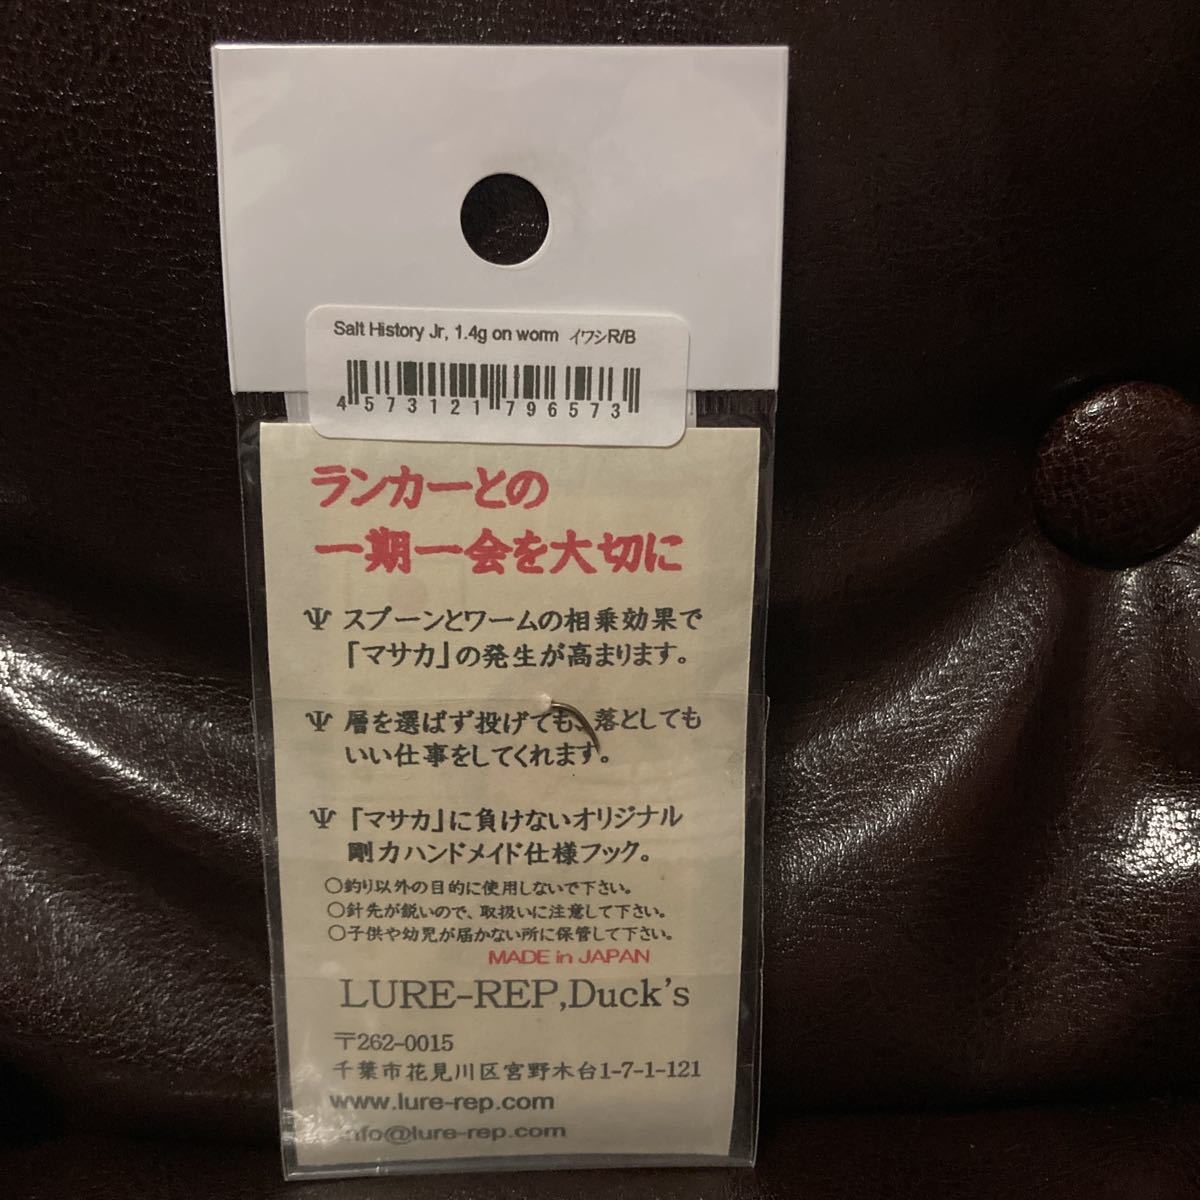 Salt History Jr, 1.4g on worm イワシR/B
4 573121 796573
ランカーとの
一期一会を大切に
Ψ スプーンとワームの相乗効果で
「マサカ」の発生が高まります。
Ψ 層を選ばず投げても、落としても
いい仕事をしてくれます。
Ψ 「マサカ」に負けないオリジナル
剛力ハンドメイド仕様フック。
○釣り以外の目的に使用しないで下さい。
○針先が鋭いので、取扱いに注意して下さい。
○子供や幼児が届かない所に保管して下さい。
MADE in JAPAN
LURE-REP,Duck's
〒262-0015
千葉市花見川区宮野木台1-7-1-121
www.lure-rep.com
info@lure-rep.com